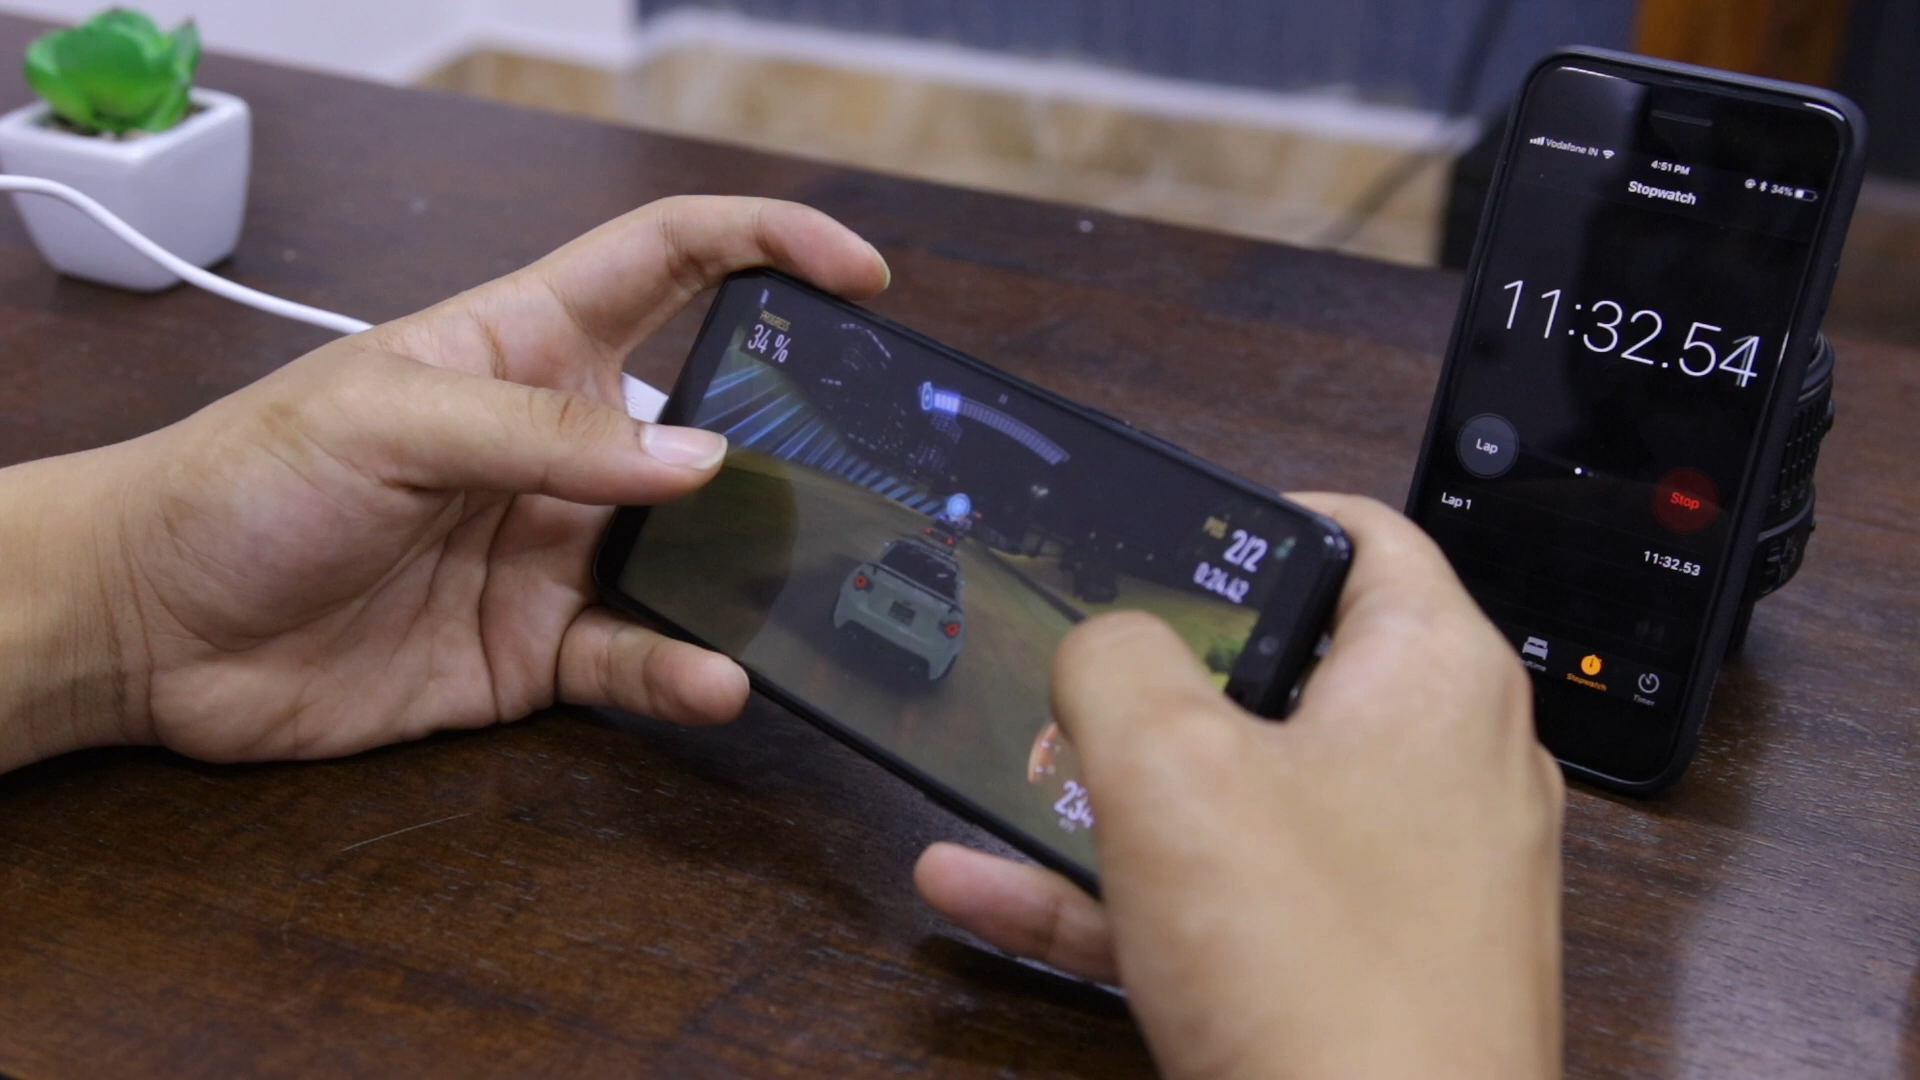 PROGRESS
34 %
POS 2/2
0:24.42
234
Vodafone IN
4:51 PM
34%
Stopwatch
11:32.54
Lap
Stop
Lap 1
11:32.53
Stopwatch
Timer